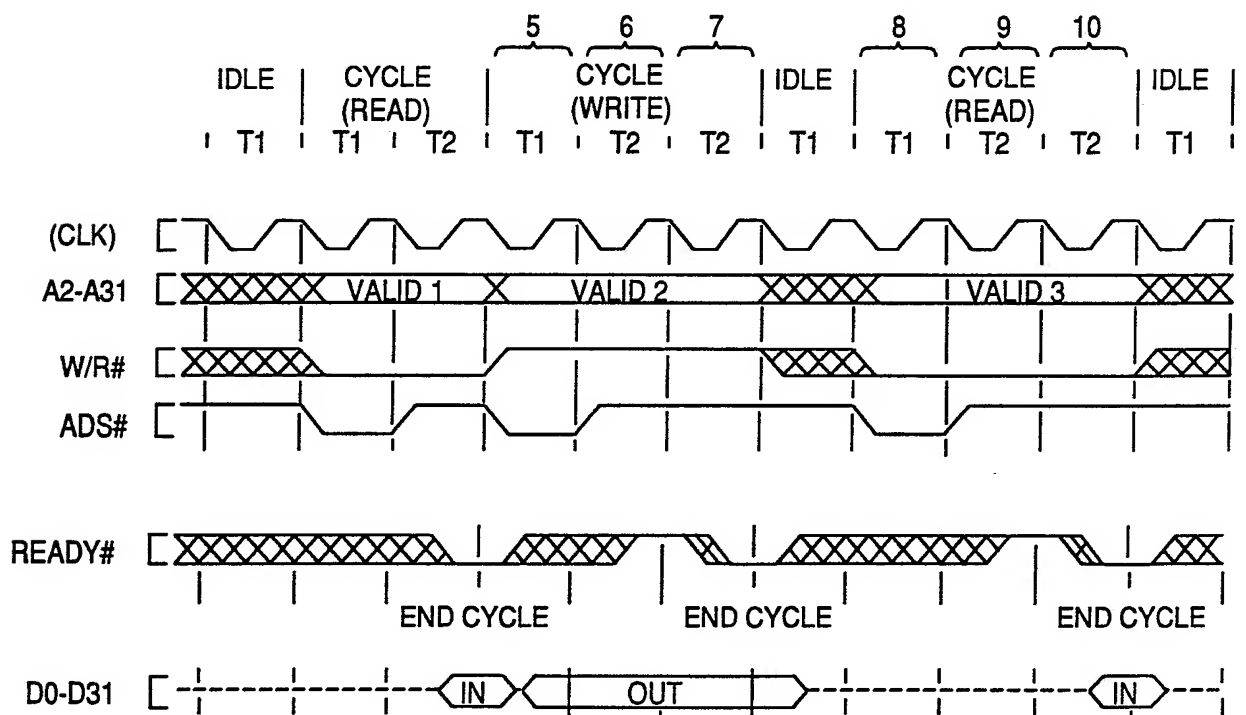 5 6 7 8 9 10
IDLE CYCLE CYCLE IDLE CYCLE IDLE
(READ) (WRITE) (READ)
T1 T1 T2 T1 T2 T2 T1 T1 T2 T2 T1
(CLK)
A2-A31 VALID 1 VALID 2 VALID 3
W/R#
ADS#
READY#
END CYCLE END CYCLE END CYCLE
D0-D31 IN OUT IN